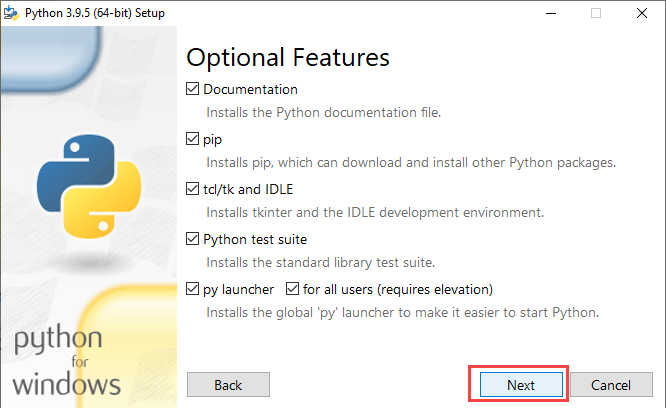 Python 3.9.5 (64-bit) Setup
Optional Features
Documentation
Installs the Python documentation file.
pip
Installs pip, which can download and install other Python packages.
tcl/tk and IDLE
Installs tkinter and the IDLE development environment.
Python test suite
Installs the standard library test suite.
py launcher for all users (requires elevation)
Installs the global 'py' launcher to make it easier to start Python.
python
for
windows
Back Next Cancel